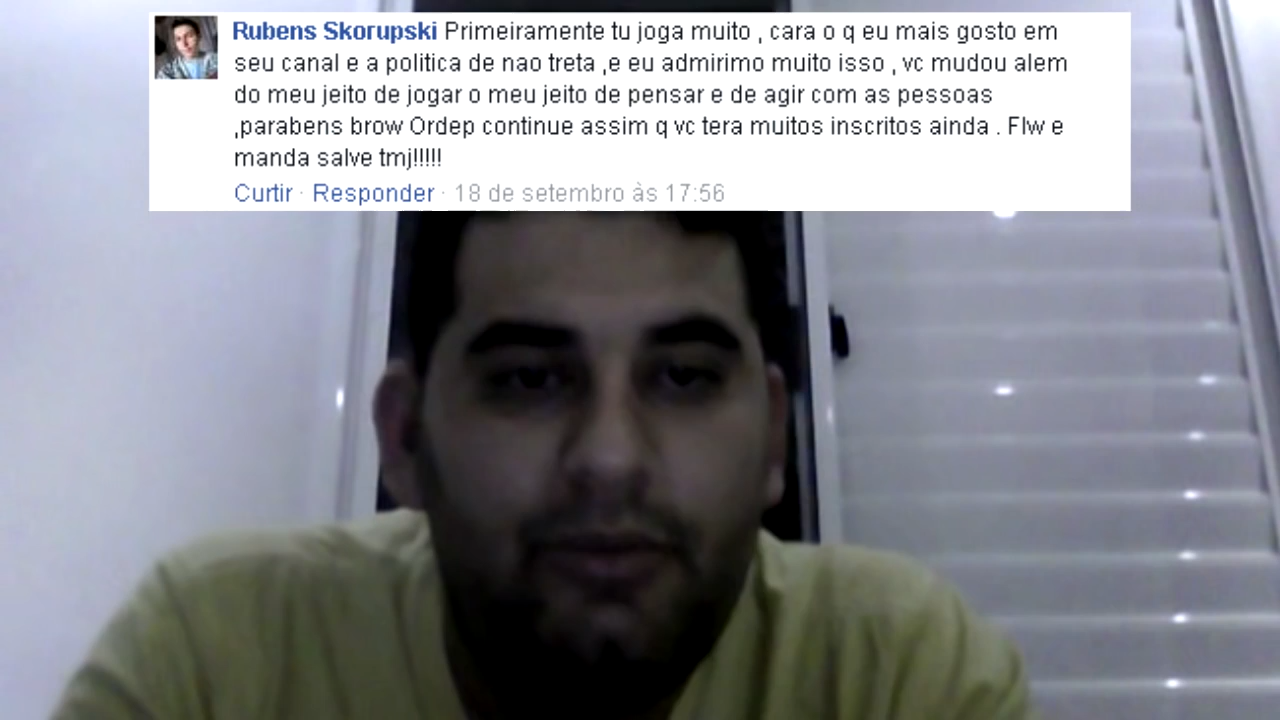 Rubens Skorupski Primeiramente tu joga muito , cara o q eu mais gosto em
seu canal e a politica de nao treta ,e eu admirimo muito isso , vc mudou alem
do meu jeito de jogar o meu jeito de pensar e de agir com as pessoas
,parabens brow Ordep continue assim q vc tera muitos inscritos ainda . Flw e
manda salve tmj!!!!!
Curtir · Responder · 18 de setembro às 17:56